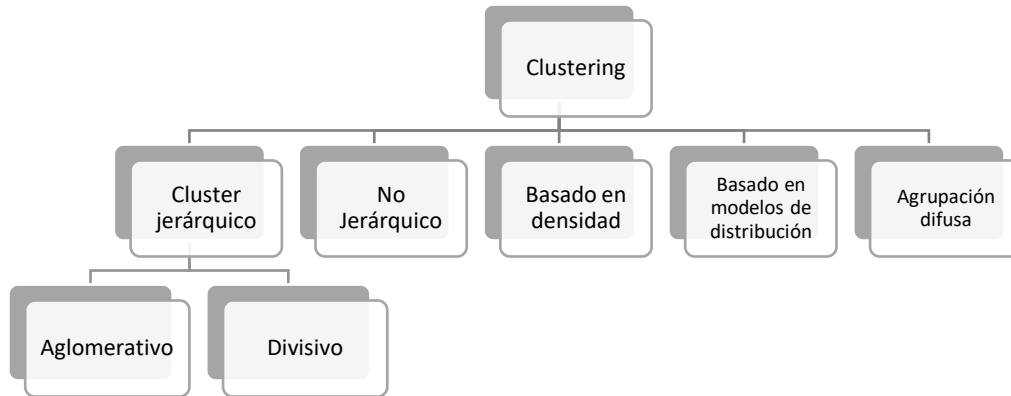 Clustering
Cluster
jerárquico
No
Jerárquico
Basado en
densidad
Basado en
modelos de
distribución
Agrupación
difusa
Aglomerativo
Divisivo